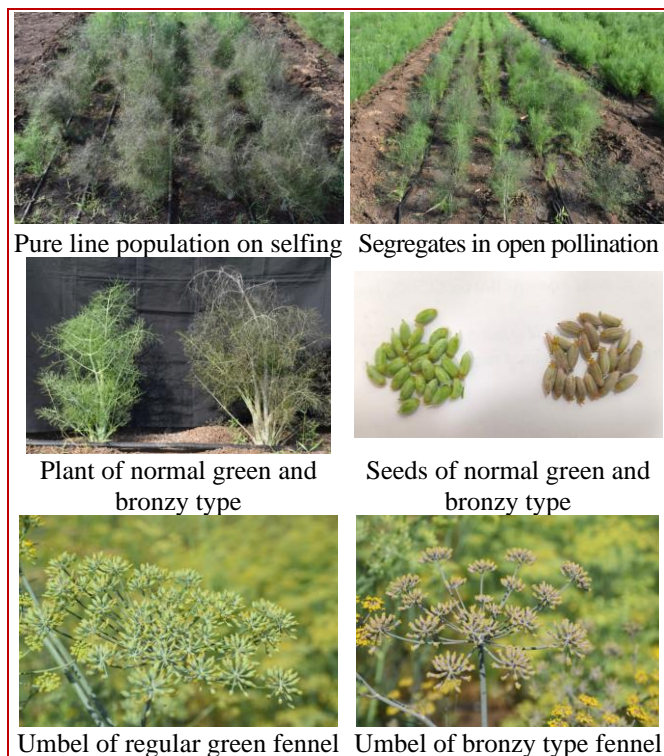 Pure line population on selfing
Segregates in open pollination
Plant of normal green and
bronzy type
Seeds of normal green and
bronzy type
Umbel of regular green fennel
Umbel of bronzy type fennel